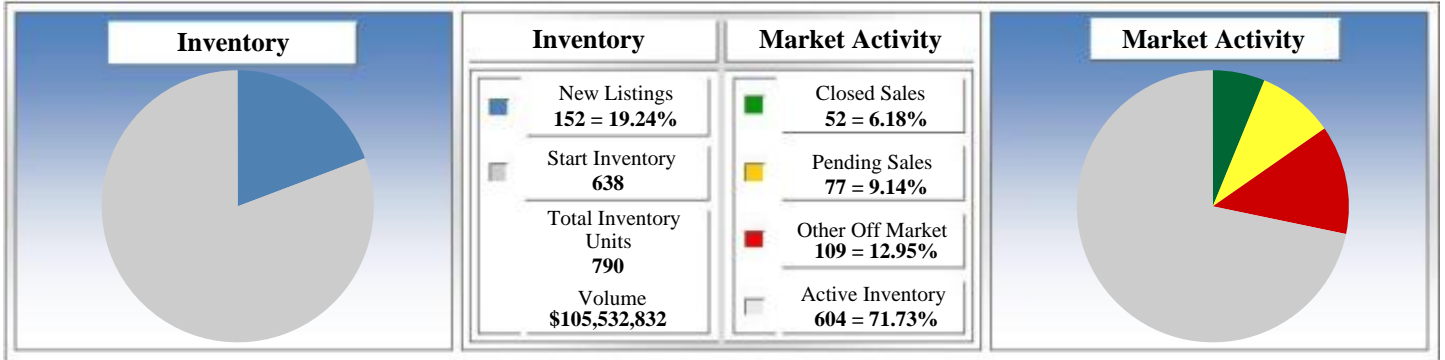 Inventory
Inventory
New Listings
152 = 19.24%
Start Inventory
638
Total Inventory
Units
790
Volume
$105,532,832
Market Activity
Closed Sales
52 = 6.18%
Pending Sales
77 = 9.14%
Other Off Market
109 = 12.95%
Active Inventory
604 = 71.73%
Market Activity